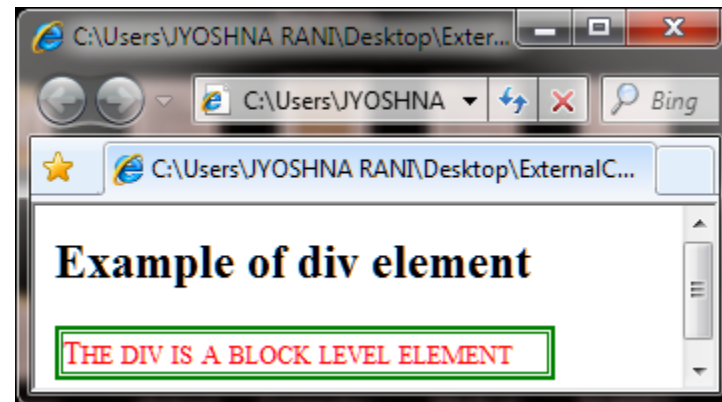 C:\Users\JYOSHNA RANI\Desktop\Exter...
C:\Users\JYOSHNA
Bing
C:\Users\JYOSHNA RANI\Desktop\ExternalC...
Example of div element
The div is a block level element